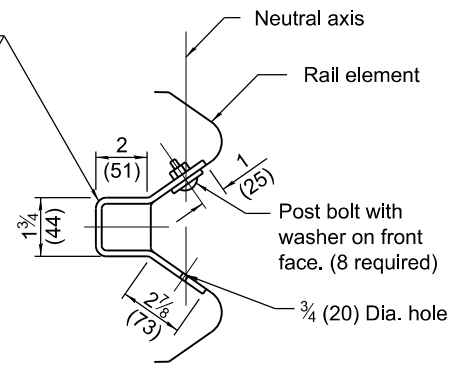 Neutral axis
Rail element
2
(51)
1
(25)
1¾
(44)
Post bolt with
washer on front
face. (8 required)
2⅞
(73)
¾ (20) Dia. hole